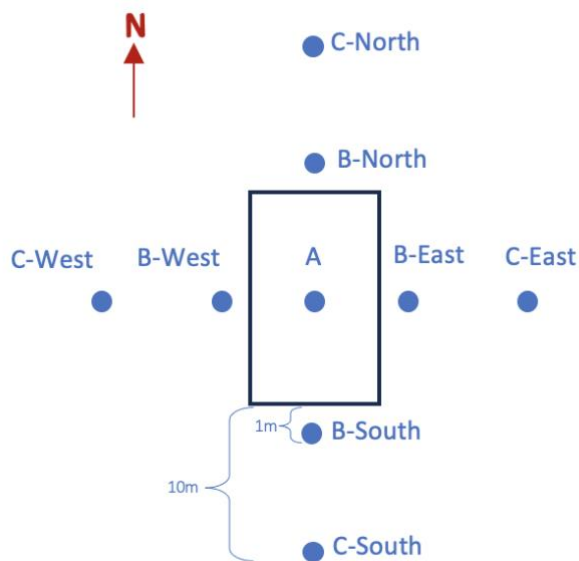 N
C-North
B-North
C-West
B-West
A
B-East
C-East
1m
B-South
10m
C-South